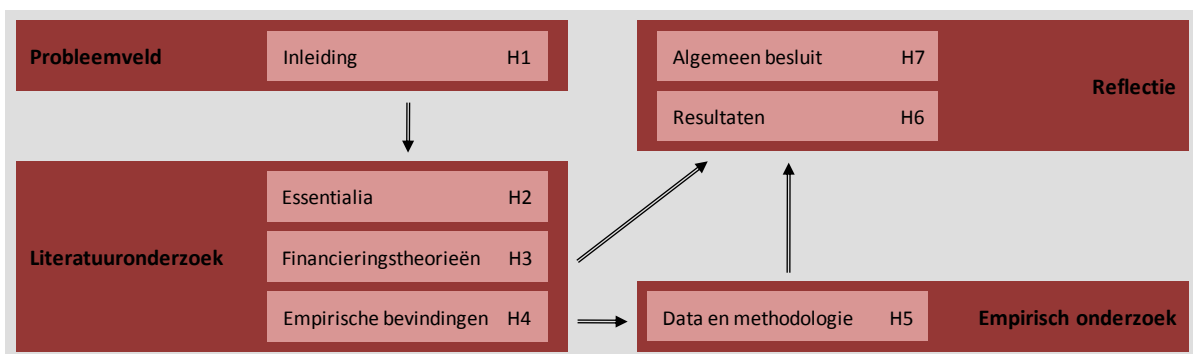 Probleemveld
Inleiding H1
Literatuuronderzoek
Essentialia H2
Financieringstheorieën H3
Empirische bevindingen H4
Data en methodologie H5
Empirisch onderzoek
Algemeen besluit H7
Resultaten H6
Reflectie